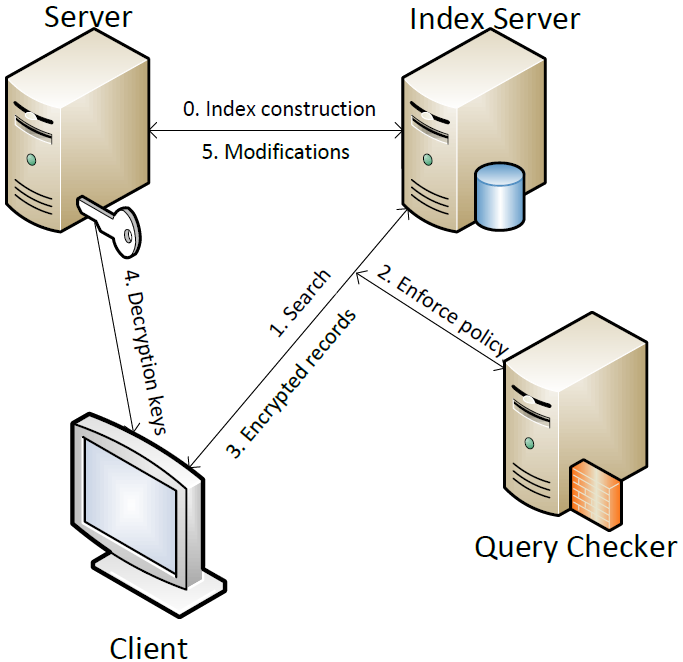 Server
Index Server
0. Index construction
5. Modifications
1. Search
2. Enforce policy
3. Encrypted records
4. Decryption keys
Query Checker
Client